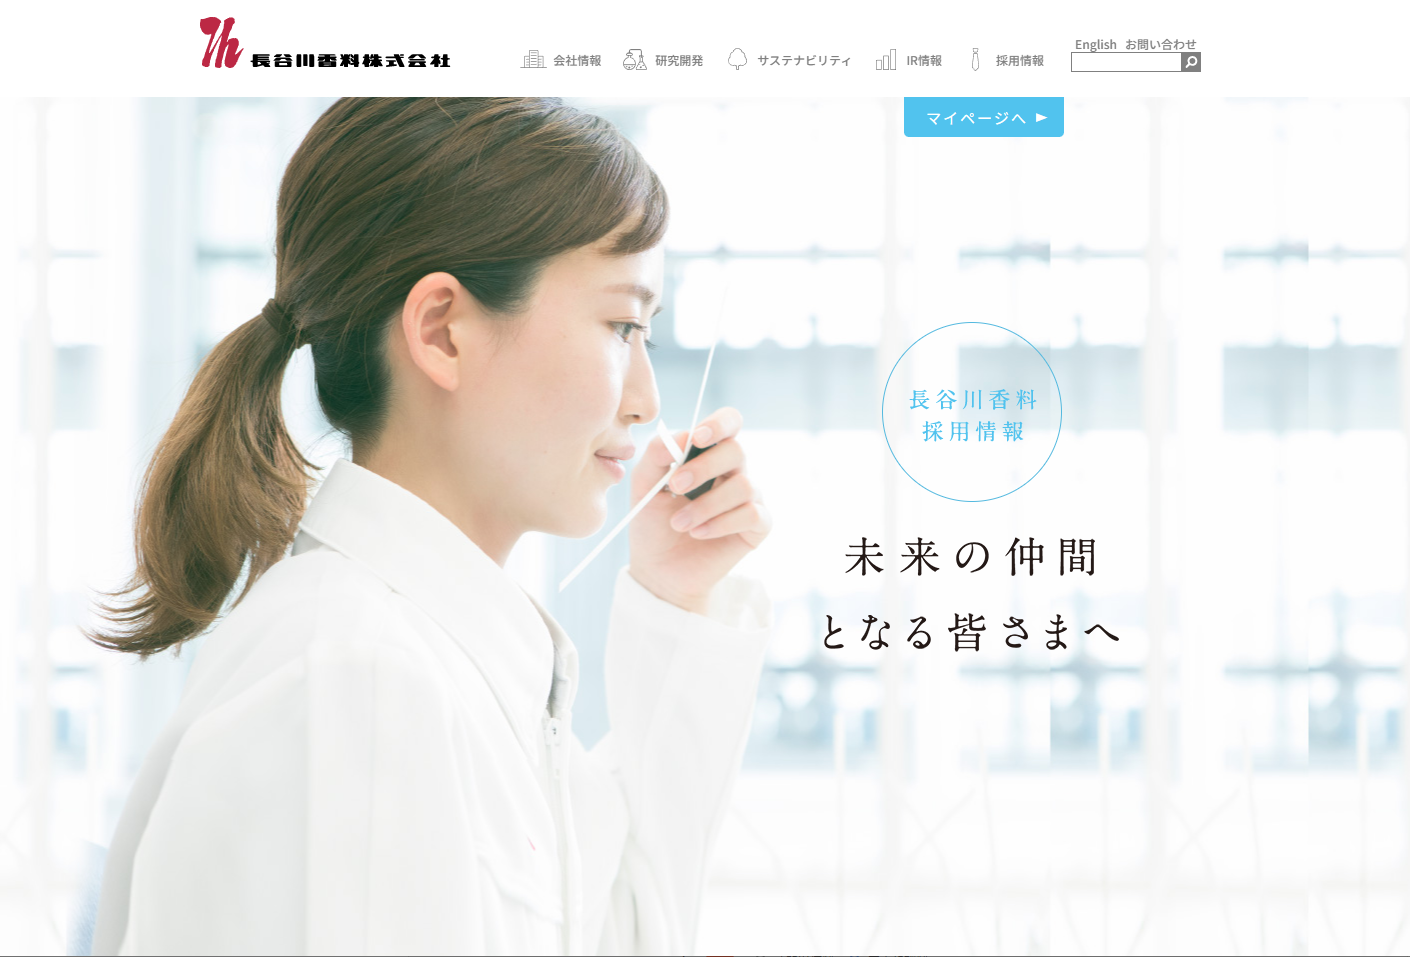 長谷川香料株式会社
会社情報
研究開発
サステナビリティ
IR情報
採用情報
English お問い合わせ
マイページへ
長谷川香料
採用情報
未来の仲間
となる皆さまへ